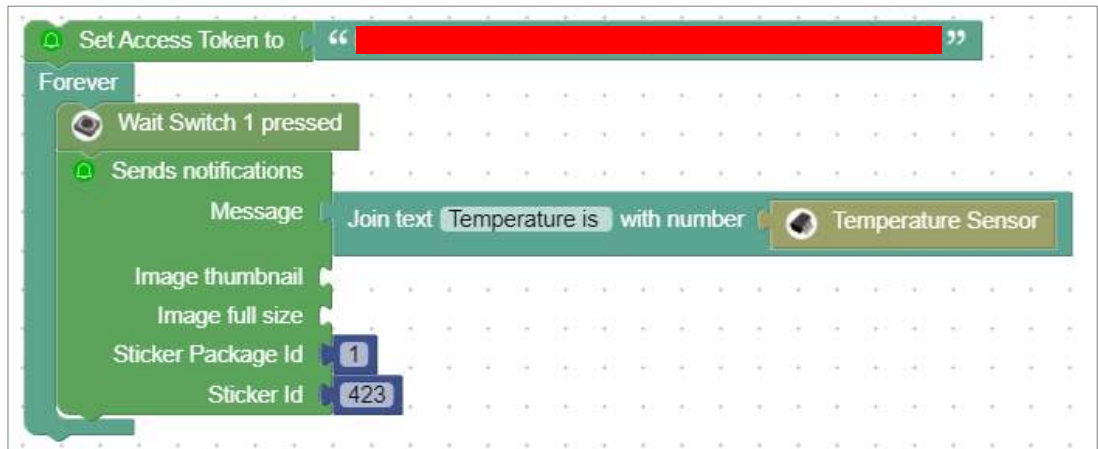 Set Access Token to “ ”
Forever
Wait Switch 1 pressed
Sends notifications
Message Join text Temperature is with number Temperature Sensor
Image thumbnail
Image full size
Sticker Package Id 1
Sticker Id 423